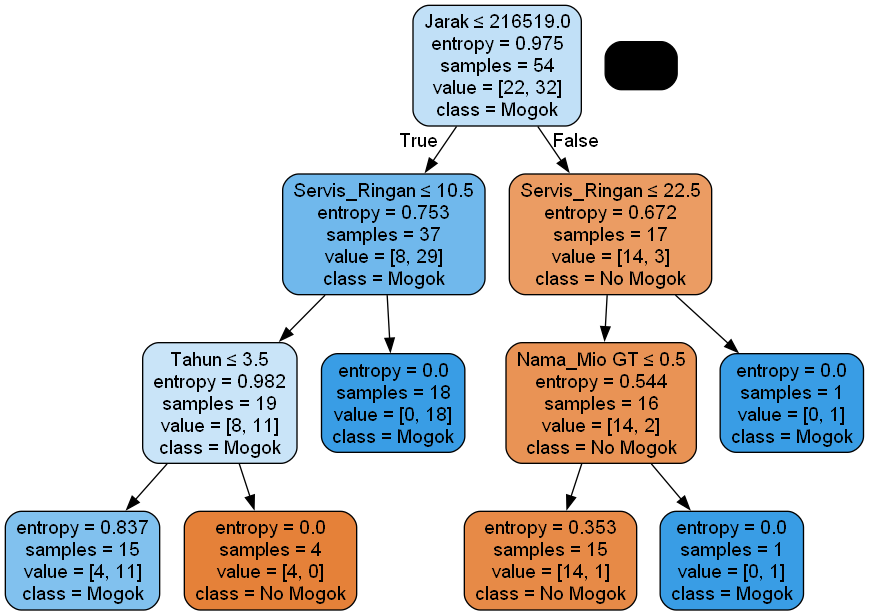 Jarak ≤ 216519.0
entropy = 0.975
samples = 54
value = [22, 32]
class = Mogok
True
False
Servis_Ringan ≤ 10.5
entropy = 0.753
samples = 37
value = [8, 29]
class = Mogok
Servis_Ringan ≤ 22.5
entropy = 0.672
samples = 17
value = [14, 3]
class = No Mogok
Tahun ≤ 3.5
entropy = 0.982
samples = 19
value = [8, 11]
class = Mogok
entropy = 0.0
samples = 18
value = [0, 18]
class = Mogok
Nama_Mio GT ≤ 0.5
entropy = 0.544
samples = 16
value = [14, 2]
class = No Mogok
entropy = 0.0
samples = 1
value = [0, 1]
class = Mogok
entropy = 0.837
samples = 15
value = [4, 11]
class = Mogok
entropy = 0.0
samples = 4
value = [4, 0]
class = No Mogok
entropy = 0.353
samples = 15
value = [14, 1]
class = No Mogok
entropy = 0.0
samples = 1
value = [0, 1]
class = Mogok